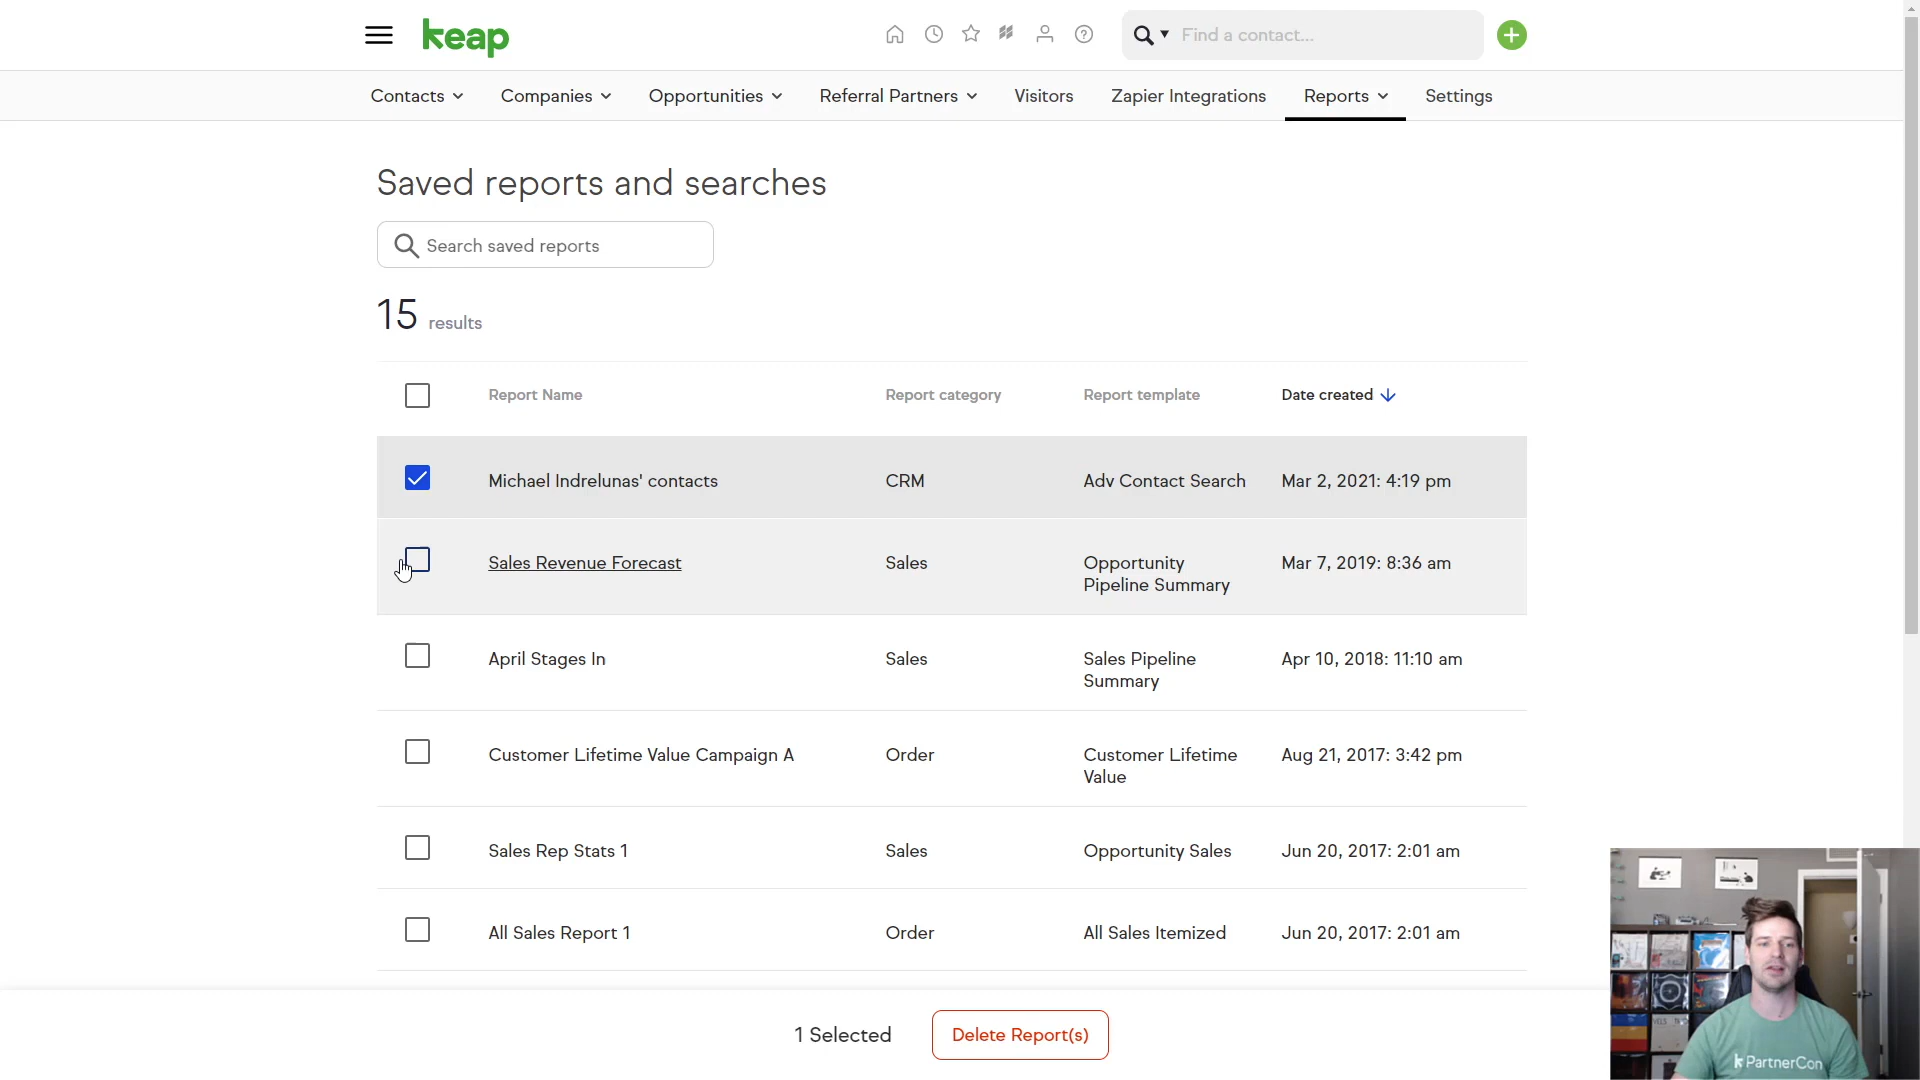 keap
Find a contact...
Contacts
Companies
Opportunities
Referral Partners
Visitors
Zapier Integrations
Reports
Settings
Saved reports and searches
Search saved reports
15 results
Report Name Report category Report template Date created
Michael Indrelunas' contacts CRM Adv Contact Search Mar 2, 2021: 4:19 pm
Sales Revenue Forecast Sales Opportunity Mar 7, 2019: 8:36 am
Pipeline Summary
April Stages In Sales Sales Pipeline Apr 10, 2018: 11:10 am
Summary
Customer Lifetime Value Campaign A Order Customer Lifetime Aug 21, 2017: 3:42 pm
Value
Sales Rep Stats 1 Sales Opportunity Sales Jun 20, 2017: 2:01 am
All Sales Report 1 Order All Sales Itemized Jun 20, 2017: 2:01 am
1 Selected
Delete Report(s)
PartnerCon